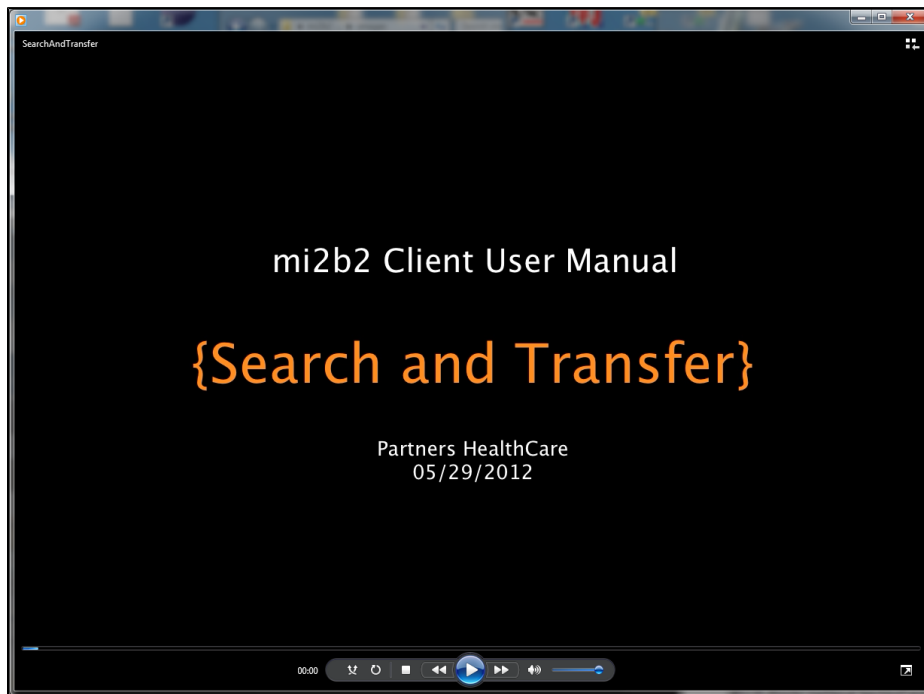 SearchAndTransfer
mi2b2 Client User Manual
{Search and Transfer}
Partners HealthCare
05/29/2012
00:00